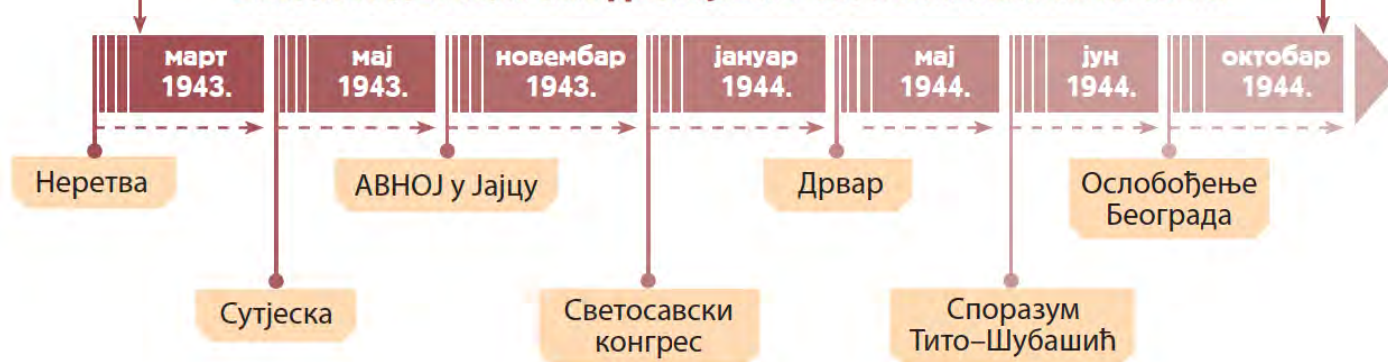 март
1943.
мај
1943.
новембар
1943.
јануар
1944.
мај
1944.
јун
1944.
октобар
1944.
Неретва
АВНОЈ у Јајцу
Дрвар
Ослобођење
Београда
Сутјеска
Светосавски
конгрес
Споразум
Тито–Шубашић